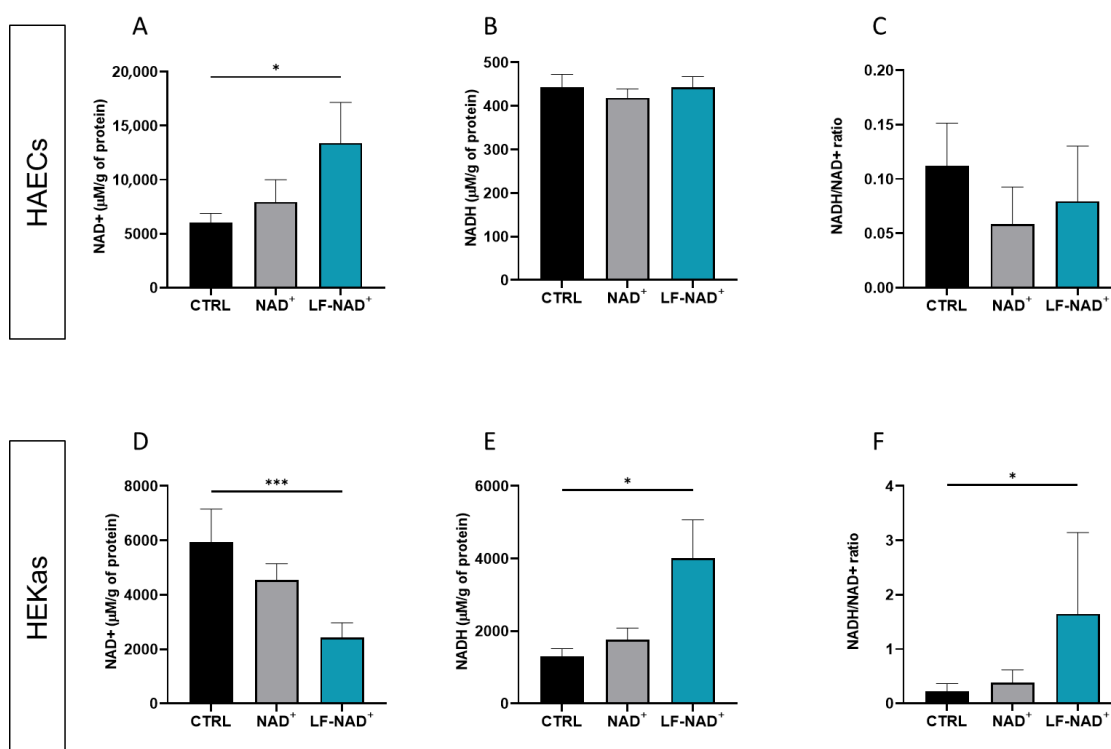 HAECs
A
NAD+ (µM/g of protein)
20,000
15,000
10,000
5000
0
*
CTRL NAD⁺ LF-NAD⁺
B
NADH (µM/g of protein)
500
400
300
200
100
0
CTRL NAD⁺ LF-NAD⁺
C
NADH/NAD+ ratio
0.20
0.15
0.10
0.05
0.00
CTRL NAD⁺ LF-NAD⁺
HEKas
D
NAD+ (µM/g of protein)
8000
6000
4000
2000
0
***
CTRL NAD⁺ LF-NAD⁺
E
NADH (µM/g of protein)
6000
4000
2000
0
*
CTRL NAD⁺ LF-NAD⁺
F
NADH/NAD+ ratio
4
3
2
1
0
*
CTRL NAD⁺ LF-NAD⁺